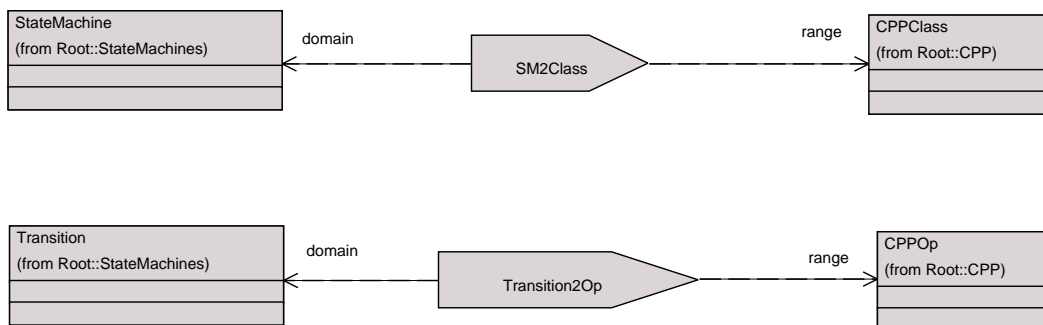 StateMachine
(from Root::StateMachines)
domain
SM2Class
range
CPPClass
(from Root::CPP)
Transition
(from Root::StateMachines)
domain
Transition2Op
range
CPPOp
(from Root::CPP)